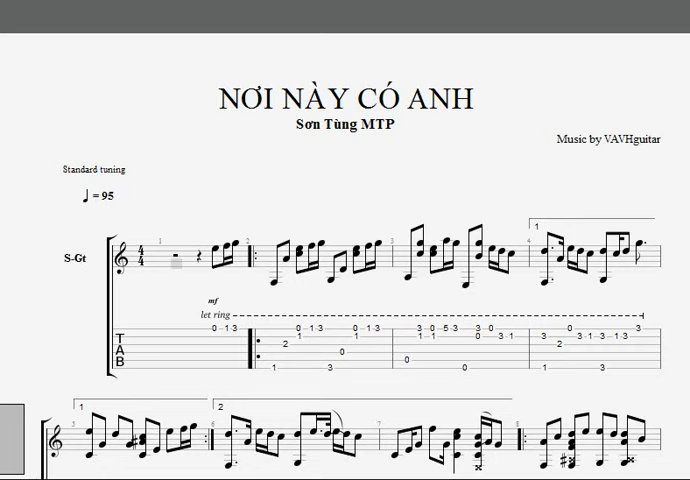 NƠI NÀY CÓ ANH
Sơn Tùng MTP
Music by VAVHguitar
Standard tuning
♩ = 95
S-Gt
mf
let ring